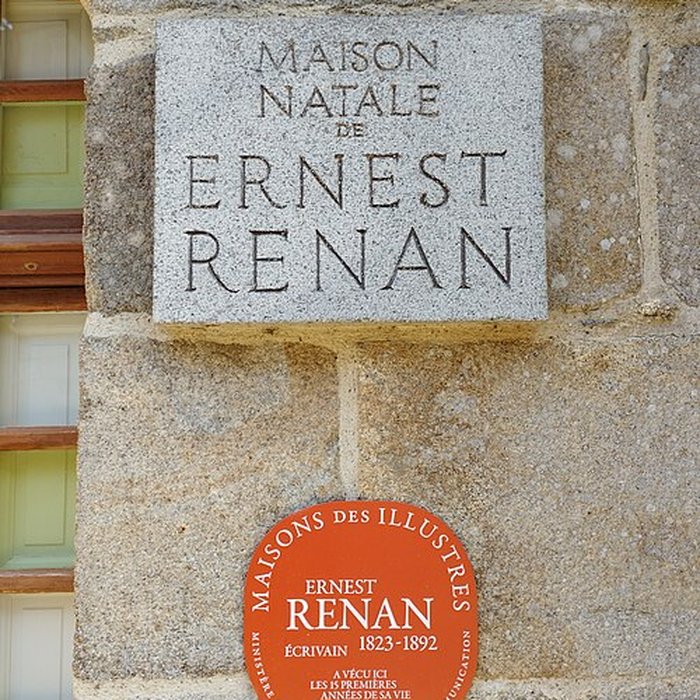 MAISON
NATALE
DE
ERNEST
RENAN
MAISONS DES ILLUSTRES
ERNEST
RENAN
ÉCRIVAIN 1823-1892
A VÉCU ICI
LES 15 PREMIÈRES
ANNÉES DE SA VIE
MINISTÈRE